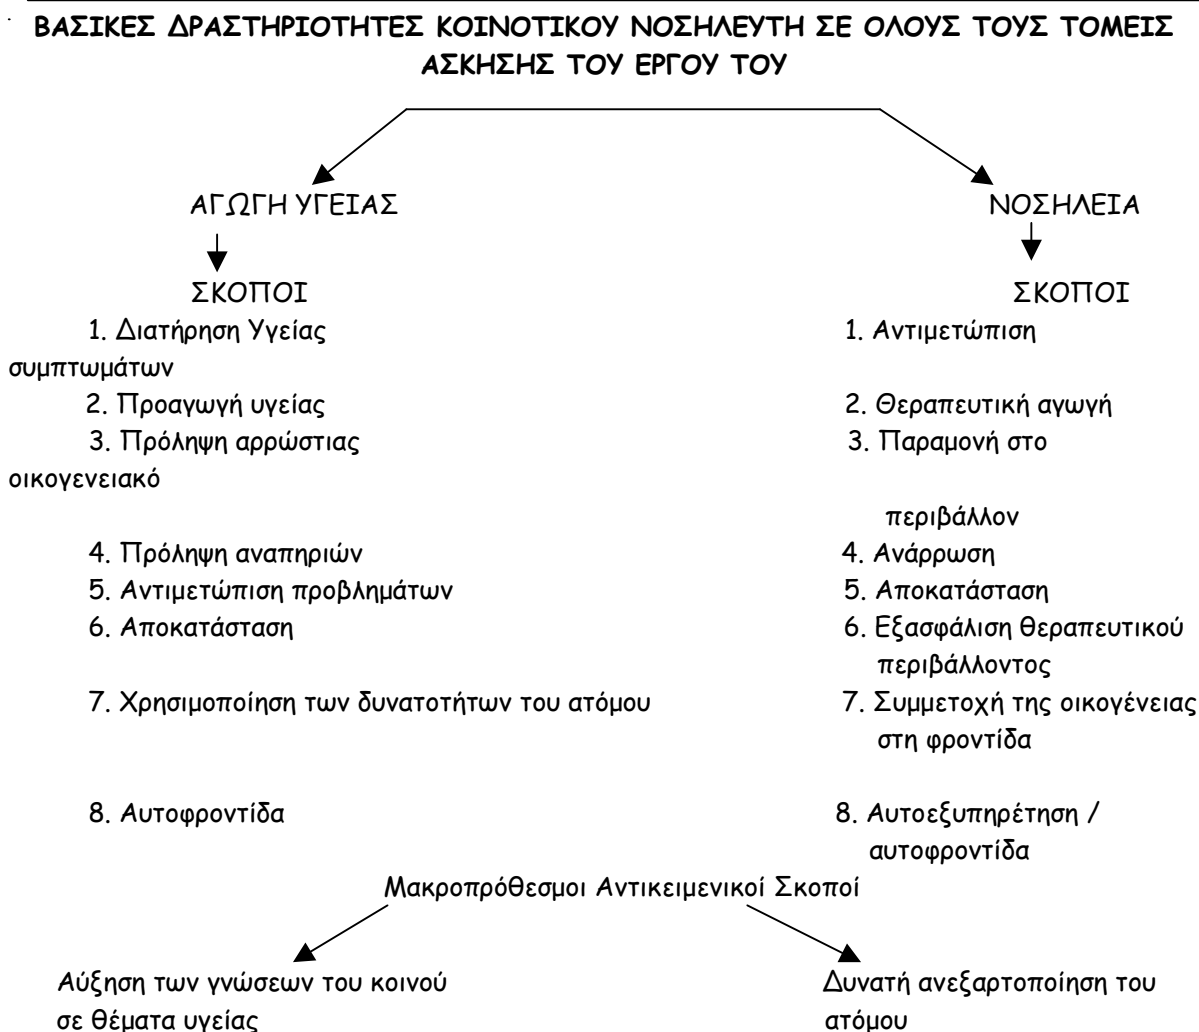 ΒΑΣΙΚΕΣ ΔΡΑΣΤΗΡΙΟΤΗΤΕΣ ΚΟΙΝΟΤΙΚΟΥ ΝΟΣΗΛΕΥΤΗ ΣΕ ΟΛΟΥΣ ΤΟΥΣ ΤΟΜΕΙΣ
ΑΣΚΗΣΗΣ ΤΟΥ ΕΡΓΟΥ ΤΟΥ
ΑΓΩΓΗ ΥΓΕΙΑΣ ΝΟΣΗΛΕΙΑ
ΣΚΟΠΟΙ ΣΚΟΠΟΙ
1. Διατήρηση Υγείας 1. Αντιμετώπιση
συμπτωμάτων
2. Προαγωγή υγείας 2. Θεραπευτική αγωγή
3. Πρόληψη αρρώστιας 3. Παραμονή στο
οικογενειακό
περιβάλλον
4. Πρόληψη αναπηριών 4. Ανάρρωση
5. Αντιμετώπιση προβλημάτων 5. Αποκατάσταση
6. Αποκατάσταση 6. Εξασφάλιση θεραπευτικού
περιβάλλοντος
7. Χρησιμοποίηση των δυνατοτήτων του ατόμου 7. Συμμετοχή της οικογένειας
στη φροντίδα
8. Αυτοφροντίδα 8. Αυτοεξυπηρέτηση /
αυτοφροντίδα
Μακροπρόθεσμοι Αντικειμενικοί Σκοποί
Αύξηση των γνώσεων του κοινού Δυνατή ανεξαρτοποίηση του
σε θέματα υγείας ατόμου